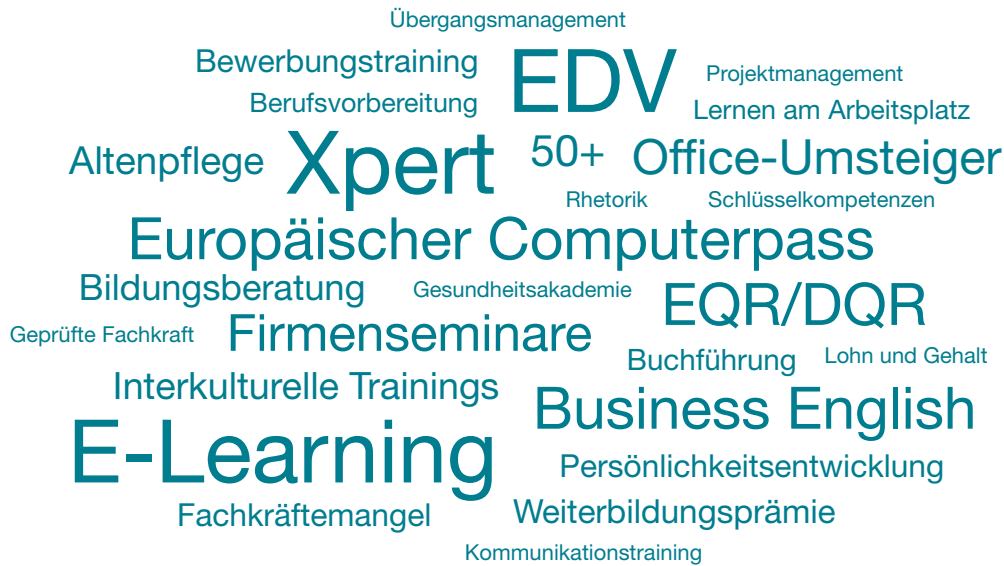 Übergangsmanagement
Bewerbungstraining
EDV
Projektmanagement
Berufsvorbereitung
Lernen am Arbeitsplatz
Altenpflege
Xpert
50+
Office-Umsteiger
Rhetorik
Schlüsselkompetenzen
Europäischer Computerpass
Bildungsberatung
Gesundheitsakademie
EQR/DQR
Geprüfte Fachkraft
Firmenseminare
Buchführung
Lohn und Gehalt
Interkulturelle Trainings
Business English
E-Learning
Persönlichkeitsentwicklung
Fachkräftemangel
Weiterbildungsprämie
Kommunikationstraining